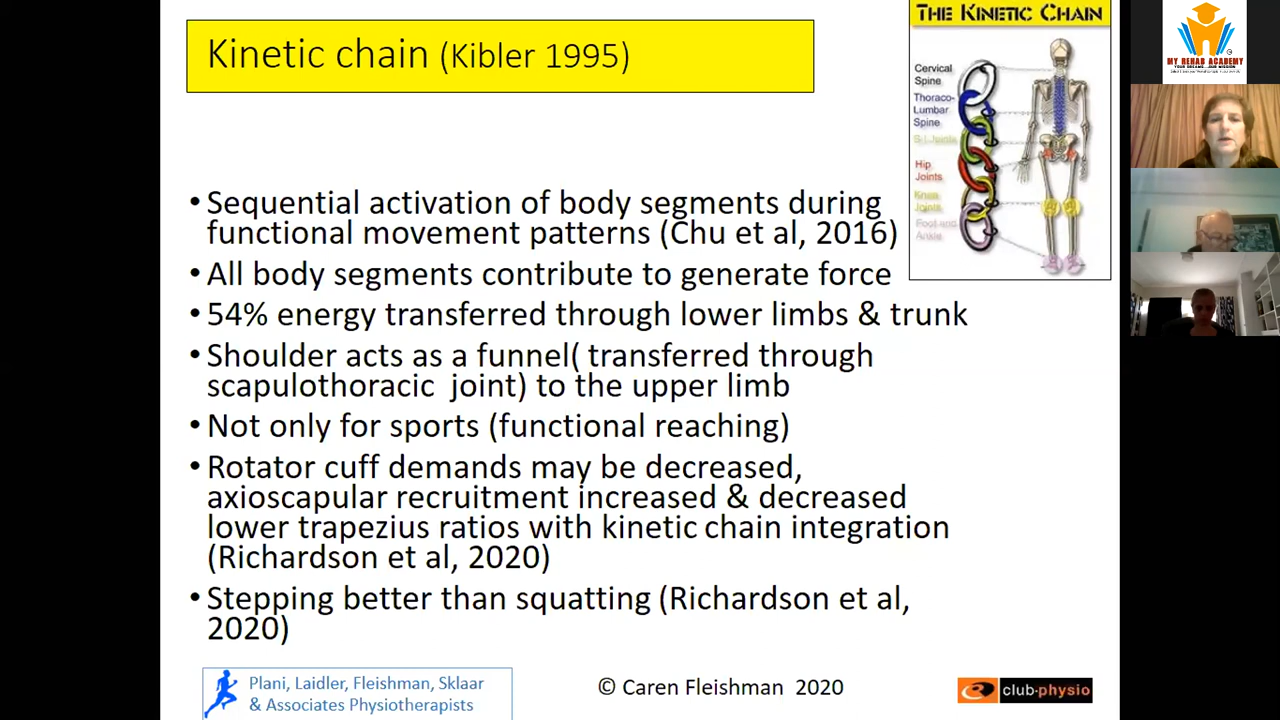 Kinetic chain (Kibler 1995)
THE KINETIC CHAIN
Cervical
Spine
Thoraco-
Lumbar
Spine
S.I. Joints
Hip
Joints
Knee
Joints
Foot and
Ankle
MY REHAB ACADEMY
• Sequential activation of body segments during
functional movement patterns (Chu et al, 2016)
• All body segments contribute to generate force
• 54% energy transferred through lower limbs & trunk
• Shoulder acts as a funnel( transferred through
scapulothoracic  joint) to the upper limb
• Not only for sports (functional reaching)
• Rotator cuff demands may be decreased,
axioscapular recruitment increased & decreased
lower trapezius ratios with kinetic chain integration
(Richardson et al, 2020)
• Stepping better than squatting (Richardson et al,
2020)
Plani, Laidler, Fleishman, Sklaar
& Associates Physiotherapists
© Caren Fleishman  2020
club-physio